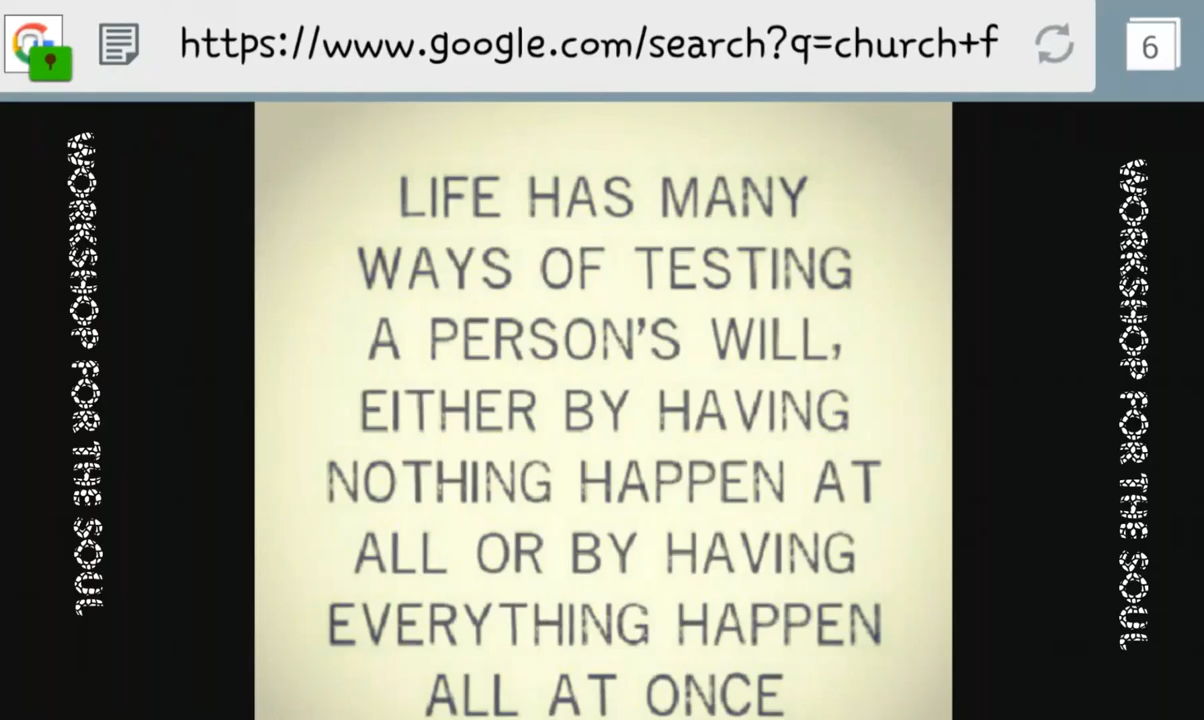 https://www.google.com/search?q=church+f
6
WORKSHOP FOR THE SOUL
LIFE HAS MANY
WAYS OF TESTING
A PERSON'S WILL,
EITHER BY HAVING
NOTHING HAPPEN AT
ALL OR BY HAVING
EVERYTHING HAPPEN
ALL AT ONCE
WORKSHOP FOR THE SOUL